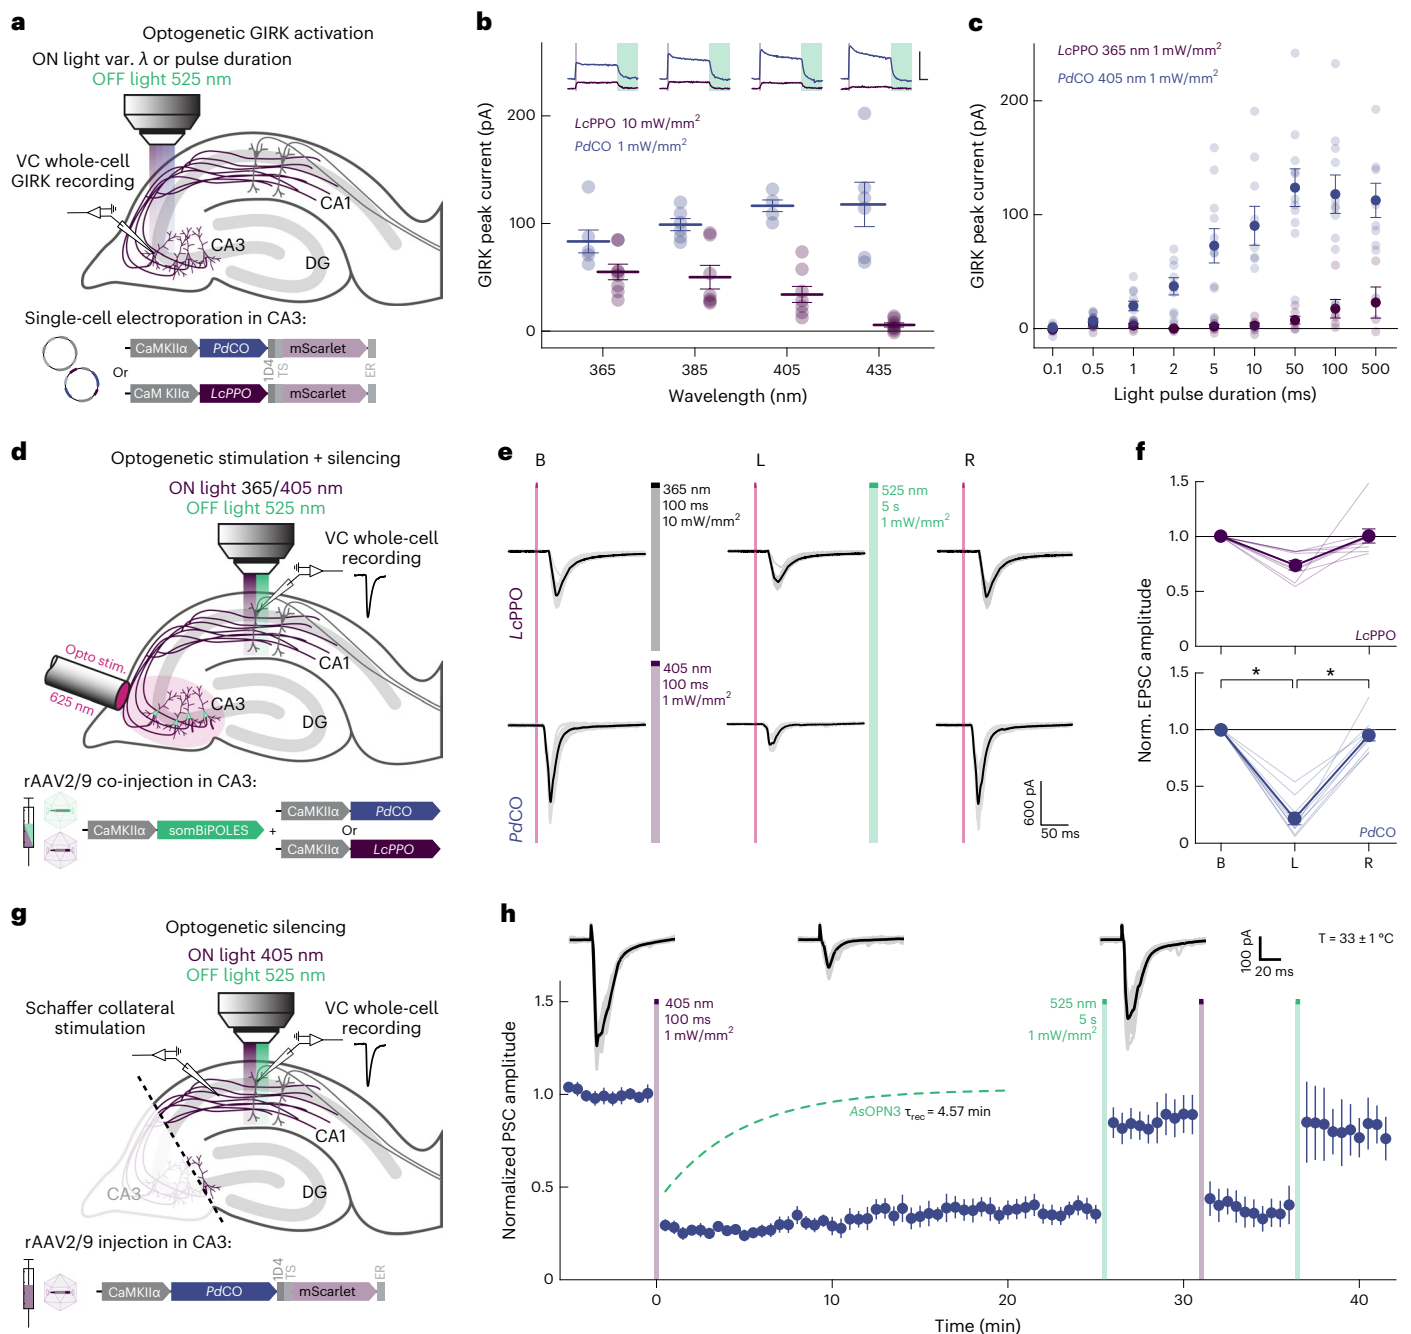 a
Optogenetic GIRK activation
ON light var. λ or pulse duration
OFF light 525 nm
VC whole-cell
GIRK recording
CA1
CA3
DG
Single-cell electroporation in CA3:
CaMKIIα
PdCO
1D4
TS
mScarlet
ER
Or
CaM KIIα
LcPPO
mScarlet
b
LcPPO 10 mW/mm2
PdCO 1 mW/mm2
GIRK peak current (pA)
200
100
0
365
385
405
435
Wavelength (nm)
c
LcPPO 365 nm 1 mW/mm2
PdCO 405 nm 1 mW/mm2
GIRK peak current (pA)
200
100
0
0.1
0.5
1
2
5
10
50
100
500
Light pulse duration (ms)
d
Optogenetic stimulation + silencing
ON light 365/405 nm
OFF light 525 nm
VC whole-cell
recording
Opto stim.
625 nm
CA1
CA3
DG
rAAV2/9 co-injection in CA3:
CaMKIIα
somBiPOLES
+
CaMKIIα
PdCO
Or
CaMKIIα
LcPPO
e
B
L
R
365 nm
100 ms
10 mW/mm2
525 nm
5 s
1 mW/mm2
LcPPO
405 nm
100 ms
1 mW/mm2
PdCO
600 pA
50 ms
f
Norm. EPSC amplitude
1.5
1.0
0.5
0
LcPPO
1.5
* *
1.0
0.5
0
PdCO
B
L
R
g
Optogenetic silencing
ON light 405 nm
OFF light 525 nm
Schaffer collateral
stimulation
VC whole-cell
recording
CA1
CA3
DG
rAAV2/9 injection in CA3:
CaMKIIα
PdCO
1D4
TS
mScarlet
ER
h
100 pA
20 ms
T = 33 ± 1 °C
405 nm
100 ms
1 mW/mm2
525 nm
5 s
1 mW/mm2
AsOPN3 τrec = 4.57 min
Normalized PSC amplitude
1.5
1.0
0.5
0
0
10
20
30
40
Time (min)